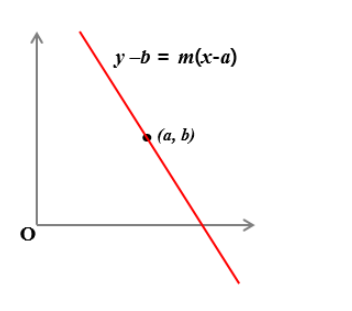 y –b = m(x-a)
(a, b)
O